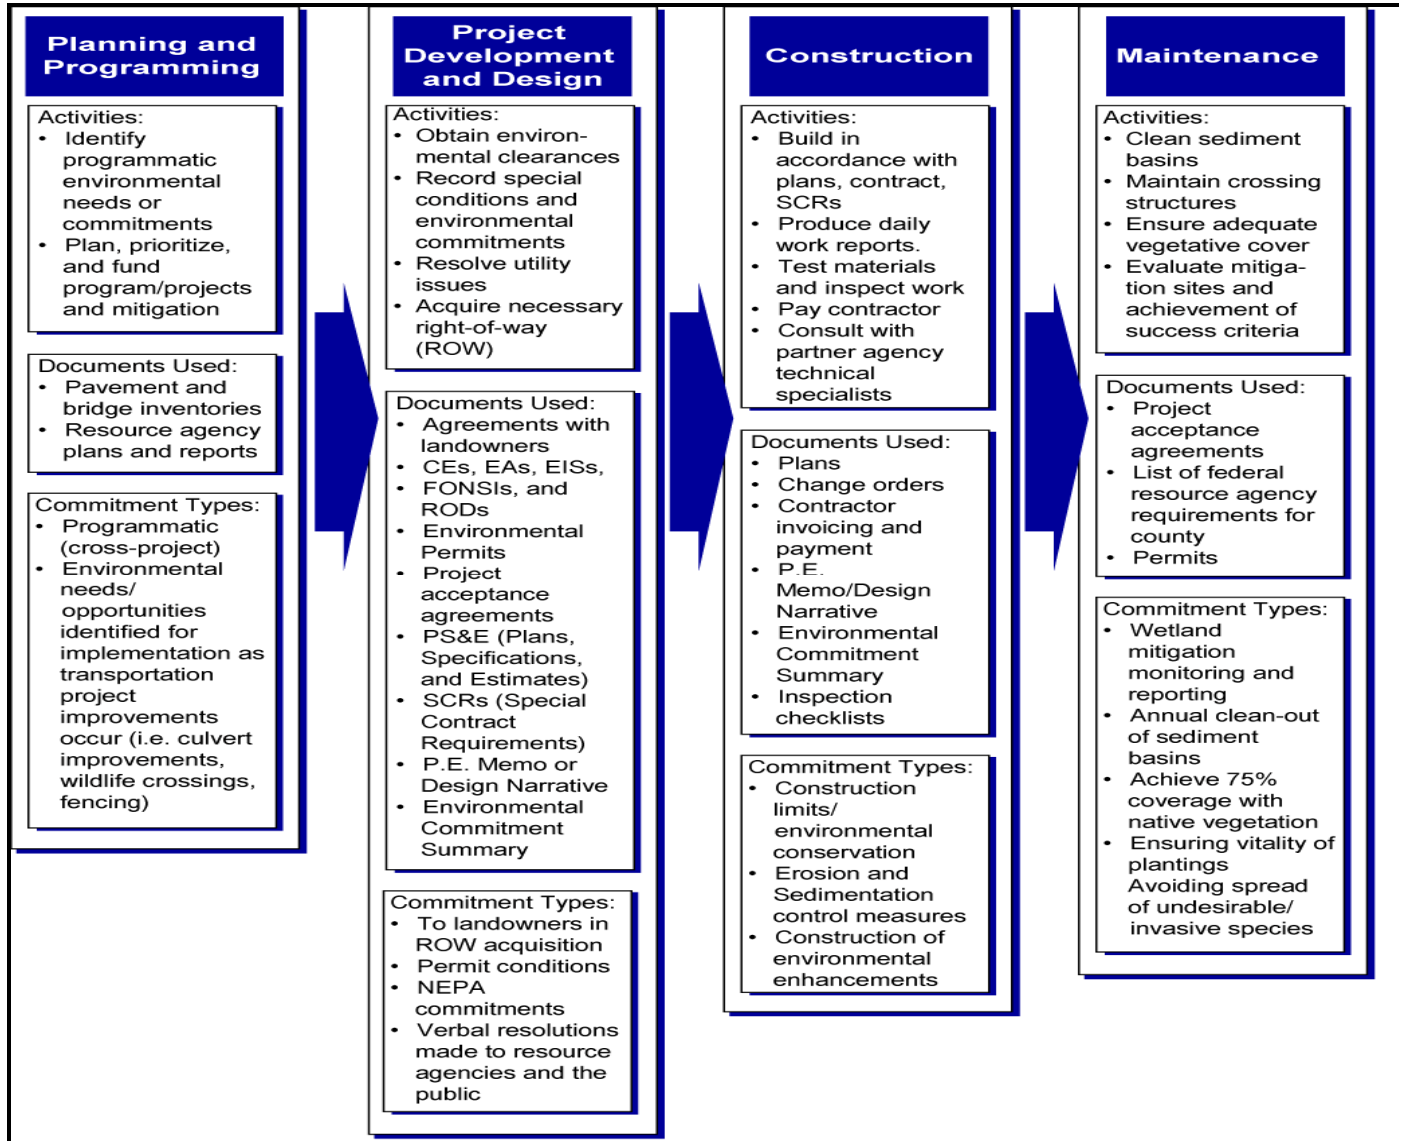 Planning and
Programming
Activities:
• Identify
programmatic
environmental
needs or
commitments
• Plan, prioritize,
and fund
program/projects
and mitigation
Documents Used:
• Pavement and
bridge inventories
• Resource agency
plans and reports
Commitment Types:
• Programmatic
(cross-project)
• Environmental
needs/
opportunities
identified for
implementation as
transportation
project
improvements
occur (i.e. culvert
improvements,
wildlife crossings,
fencing)
Project
Development
and Design
Activities:
• Obtain environ-
mental clearances
• Record special
conditions and
environmental
commitments
• Resolve utility
issues
• Acquire necessary
right-of-way
(ROW)
Documents Used:
• Agreements with
landowners
• CEs, EAs, EISs,
• FONSIs, and
RODs
• Environmental
Permits
• Project
acceptance
agreements
• PS&E (Plans,
Specifications,
and Estimates)
• SCRs (Special
Contract
Requirements)
• P.E. Memo or
Design Narrative
• Environmental
Commitment
Summary
Commitment Types:
• To landowners in
ROW acquisition
• Permit conditions
• NEPA
commitments
• Verbal resolutions
made to resource
agencies and the
public
Construction
Activities:
• Build in
accordance with
plans, contract,
SCRs
• Produce daily
work reports.
• Test materials
and inspect work
• Pay contractor
• Consult with
partner agency
technical
specialists
Documents Used:
• Plans
• Change orders
• Contractor
invoicing and
payment
• P.E.
Memo/Design
Narrative
• Environmental
Commitment
Summary
• Inspection
checklists
Commitment Types:
• Construction
limits/
environmental
conservation
• Erosion and
Sedimentation
control measures
• Construction of
environmental
enhancements
Maintenance
Activities:
• Clean sediment
basins
• Maintain crossing
structures
• Ensure adequate
vegetative cover
• Evaluate mitiga-
tion sites and
achievement of
success criteria
Documents Used:
• Project
acceptance
agreements
• List of federal
resource agency
requirements for
county
• Permits
Commitment Types:
• Wetland
mitigation
monitoring and
reporting
• Annual clean-out
of sediment
basins
• Achieve 75%
coverage with
native vegetation
• Ensuring vitality of
plantings
Avoiding spread
of undesirable/
invasive species